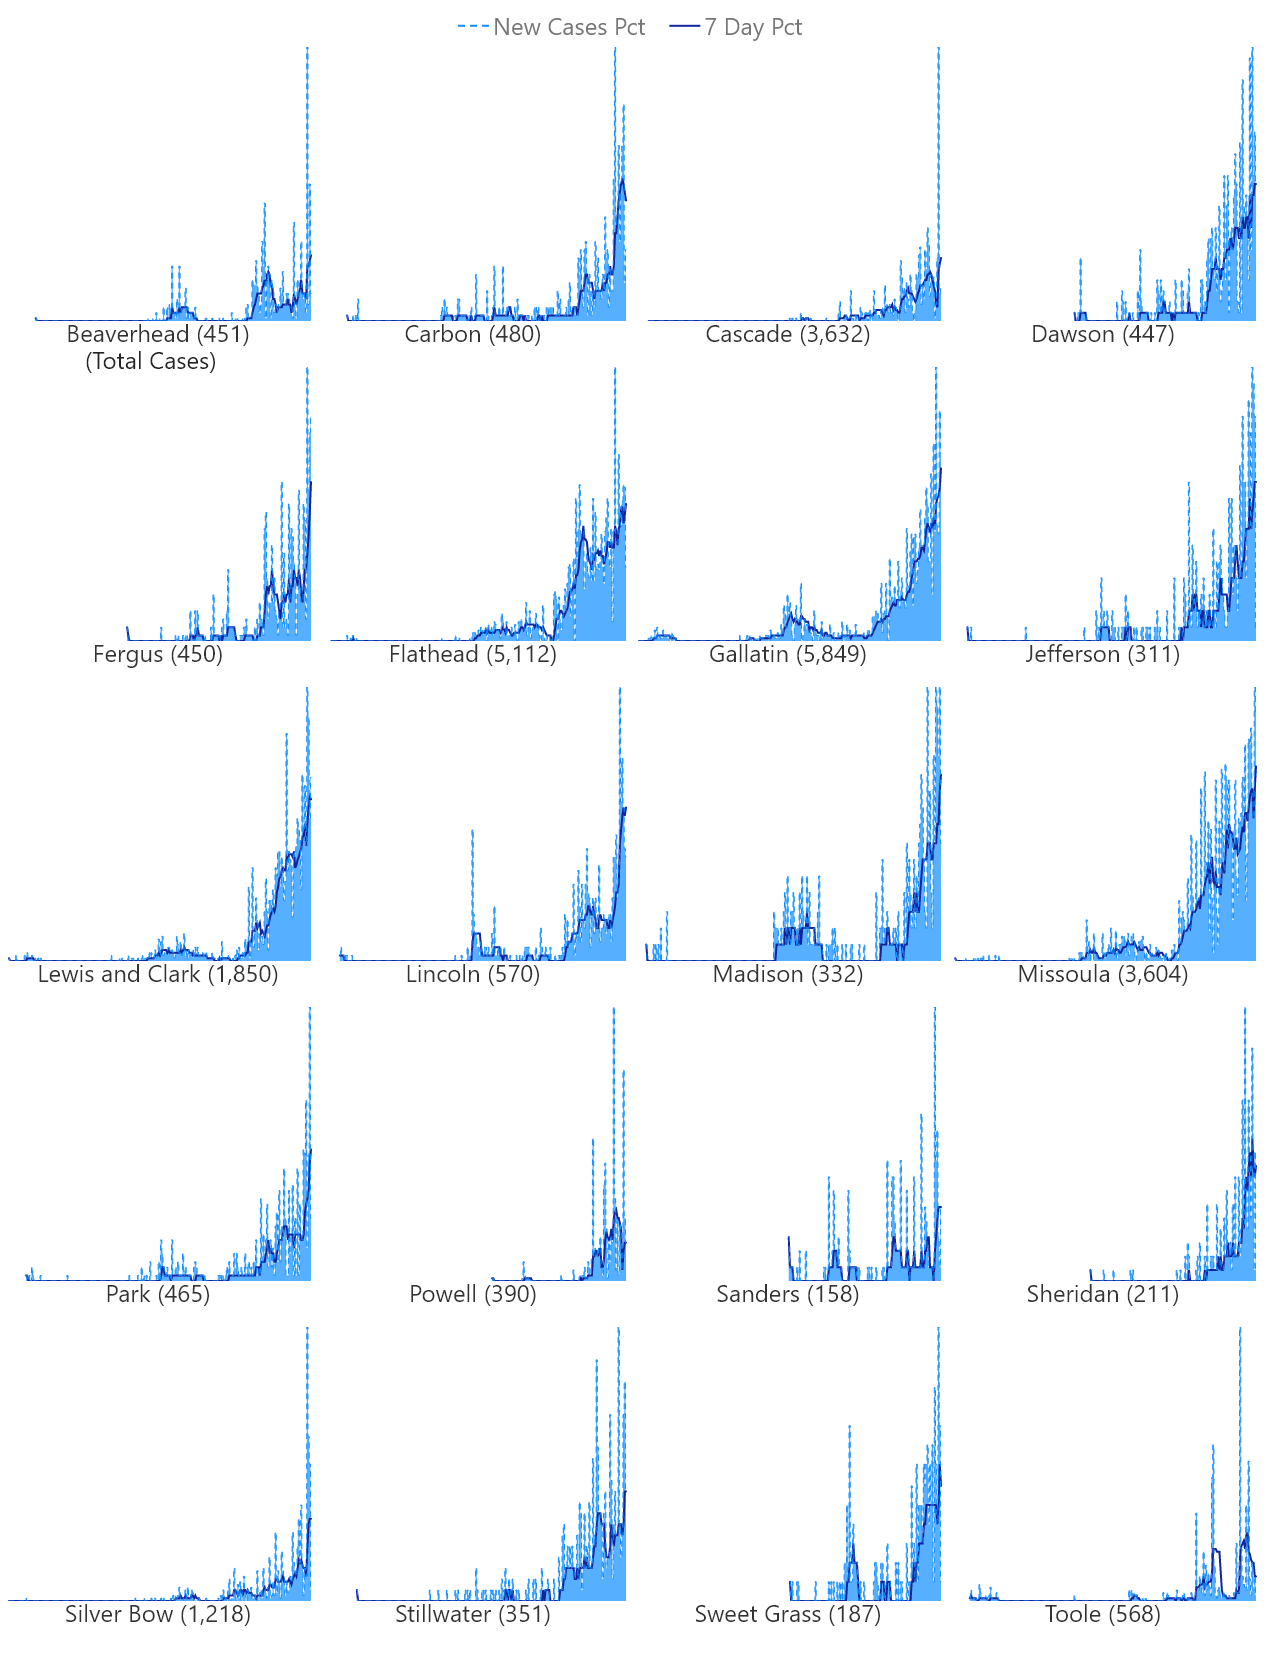 New Cases Pct 7 Day Pct
Beaverhead (451) Carbon (480) Cascade (3,632) Dawson (447)
(Total Cases)
Fergus (450) Flathead (5,112) Gallatin (5,849) Jefferson (311)
Lewis and Clark (1,850) Lincoln (570) Madison (332) Missoula (3,604)
Park (465) Powell (390) Sanders (158) Sheridan (211)
Silver Bow (1,218) Stillwater (351) Sweet Grass (187) Toole (568)